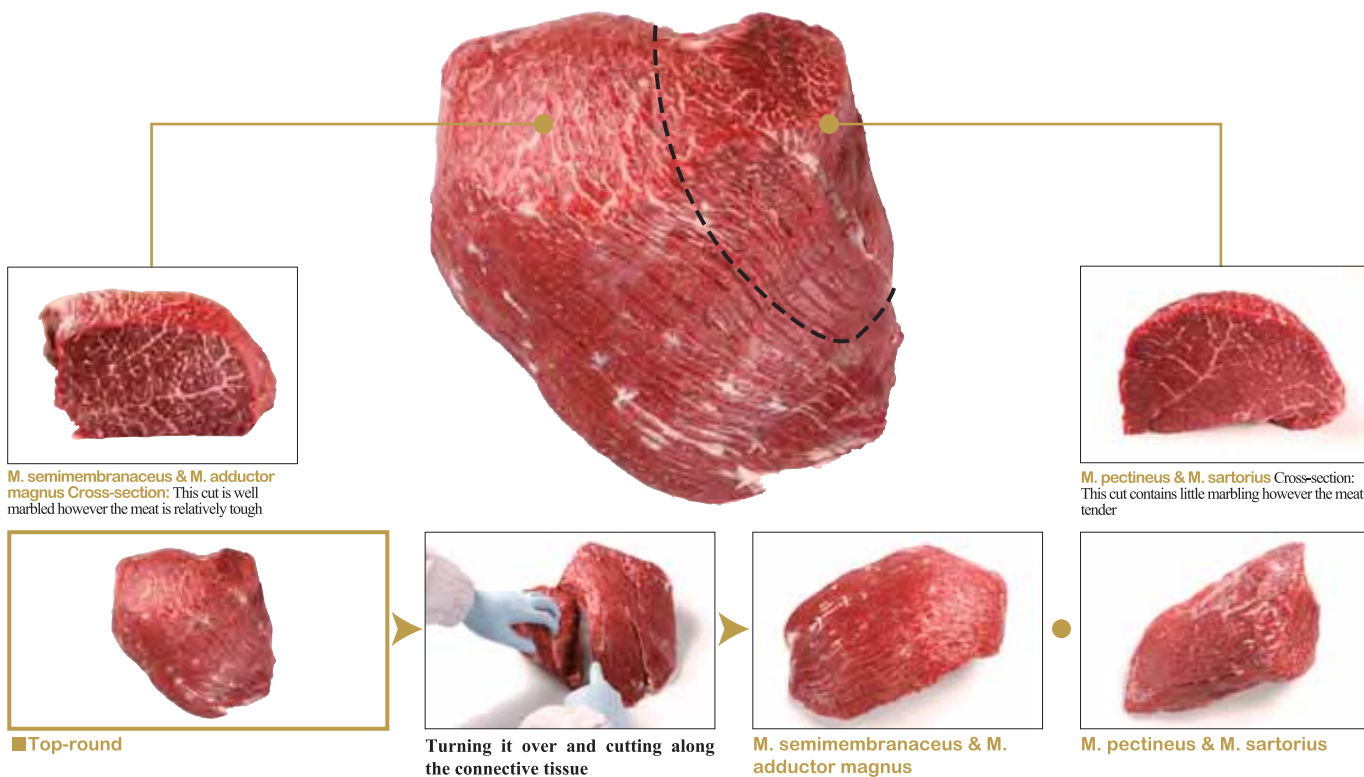 M. semimembranaceus & M. adductor
magnus Cross-section: This cut is well
marbled however the meat is relatively tough
M. pectineus & M. sartorius Cross-section:
This cut contains little marbling however the meat
tender
Top-round
Turning it over and cutting along
the connective tissue
M. semimembranaceus & M.
adductor magnus
M. pectineus & M. sartorius